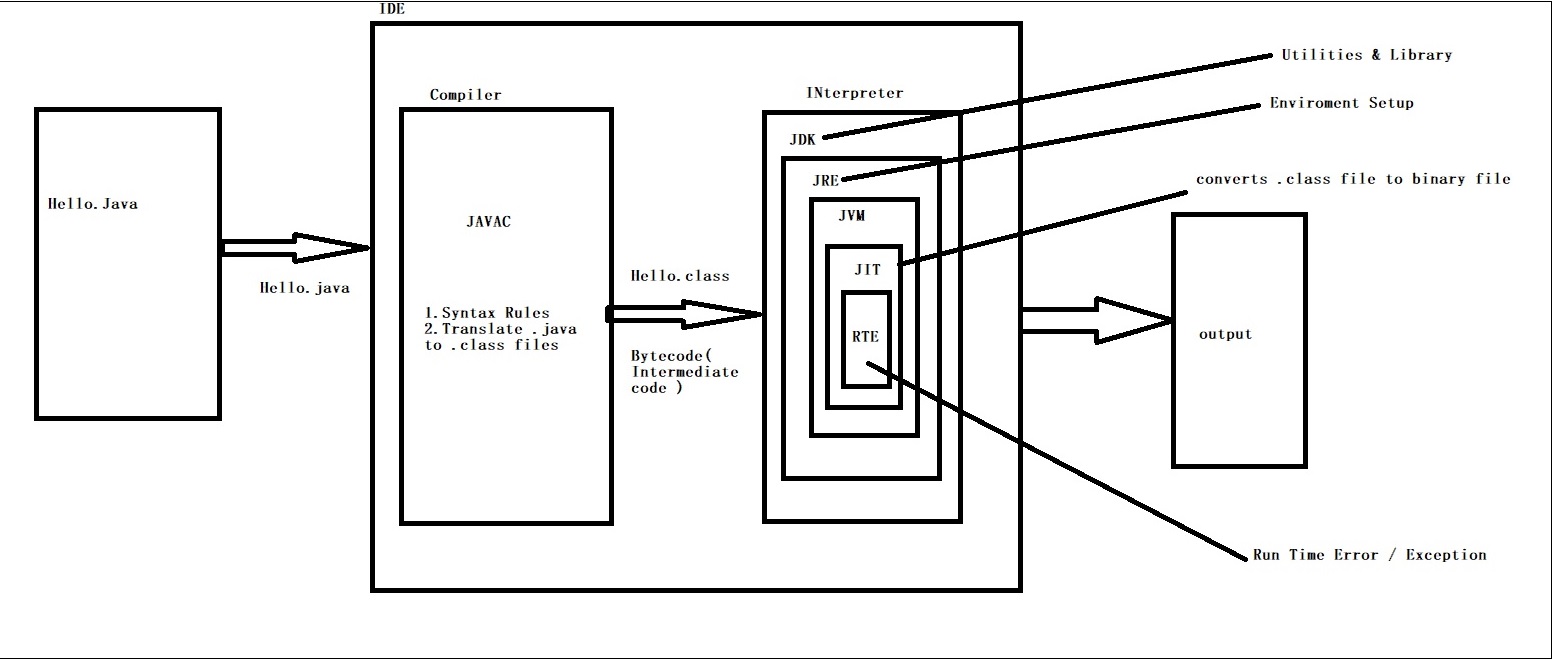 IDE
Utilities & Library
Compiler
INterpreter
Enviroment Setup
JDK
JRE
converts .class file to binary file
Hello.Java
JAVAC
JVM
Hello.java
Hello.class
JIT
1.Syntax Rules
2.Translate .java
to .class files
RTE
output
Bytecode(
Intermediate
code )
Run Time Error / Exception